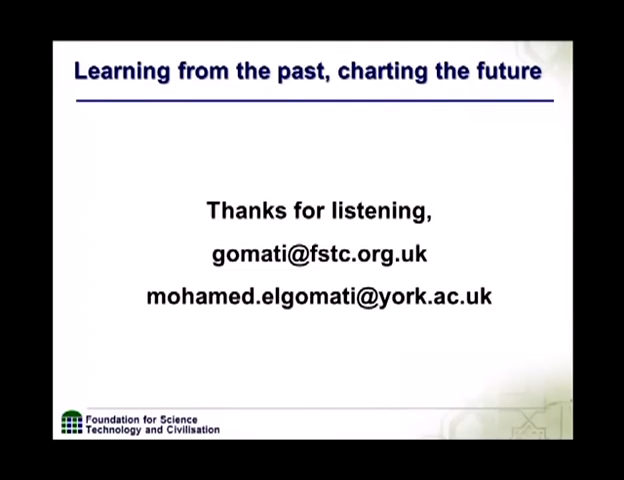 Learning from the past, charting the future
Thanks for listening,
gomati@fstc.org.uk
mohamed.elgomati@york.ac.uk
Foundation for Science
Technology and Civilisation